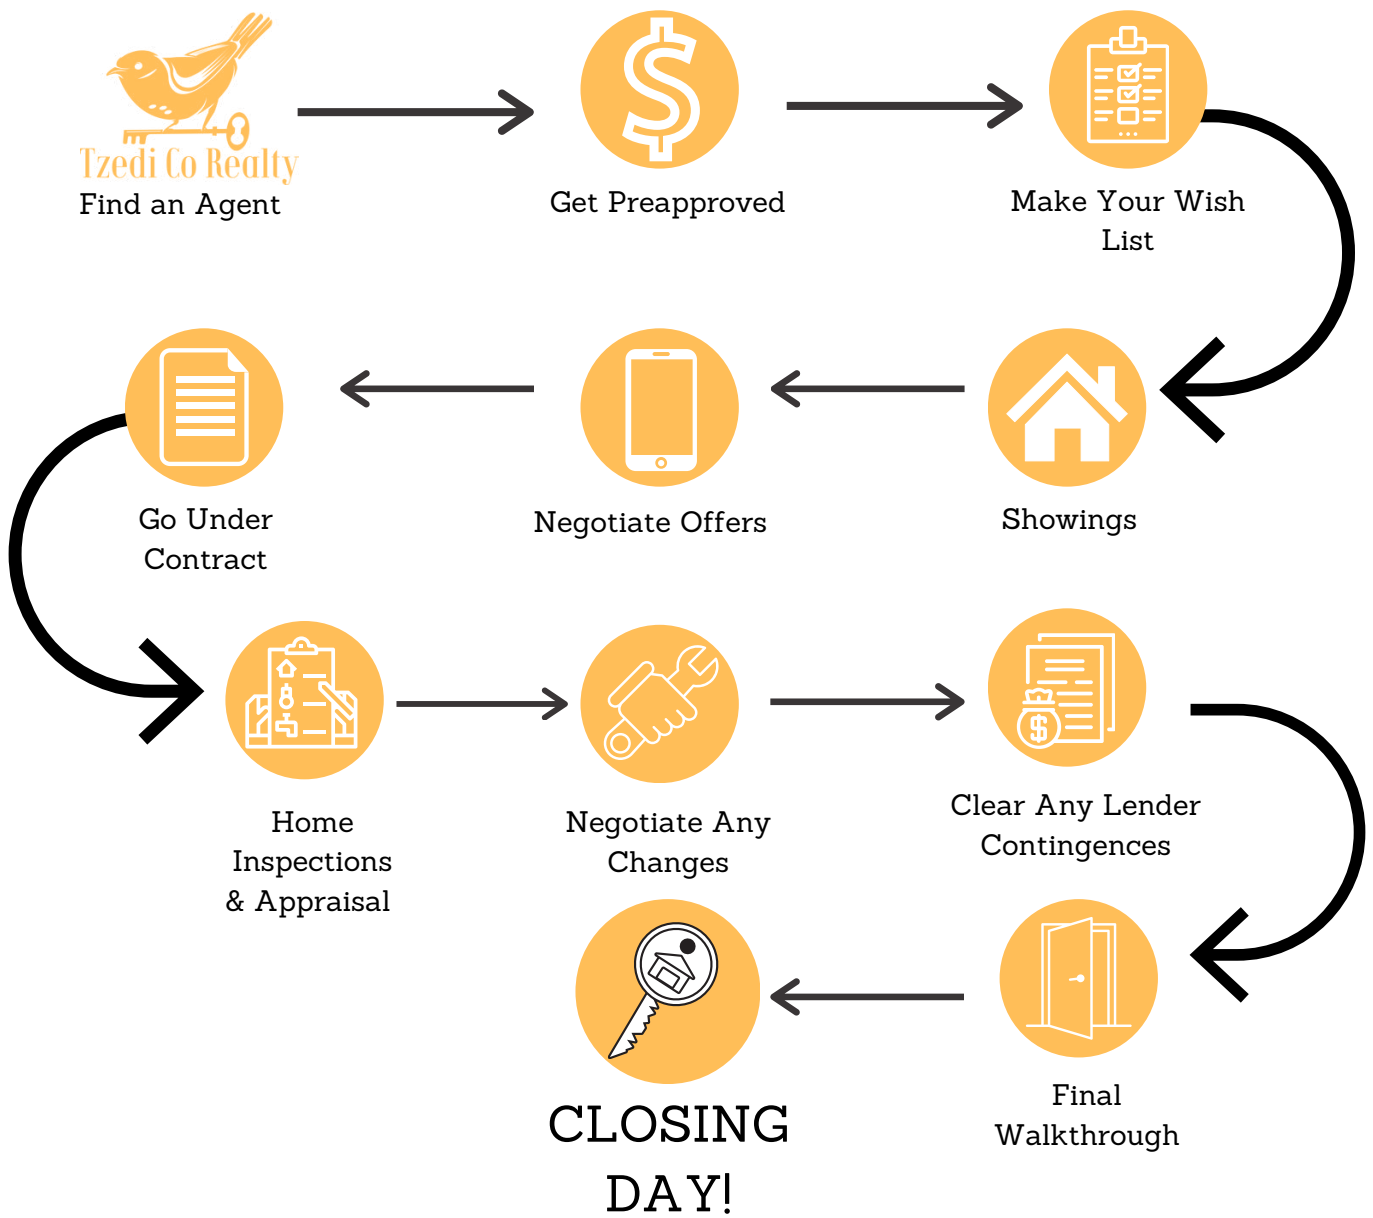 Tzedi Co Realty
Find an Agent
Get Preapproved
Make Your Wish
List
Showings
Negotiate Offers
Go Under
Contract
Home
Inspections
& Appraisal
Negotiate Any
Changes
Clear Any Lender
Contingences
Final
Walkthrough
CLOSING
DAY!